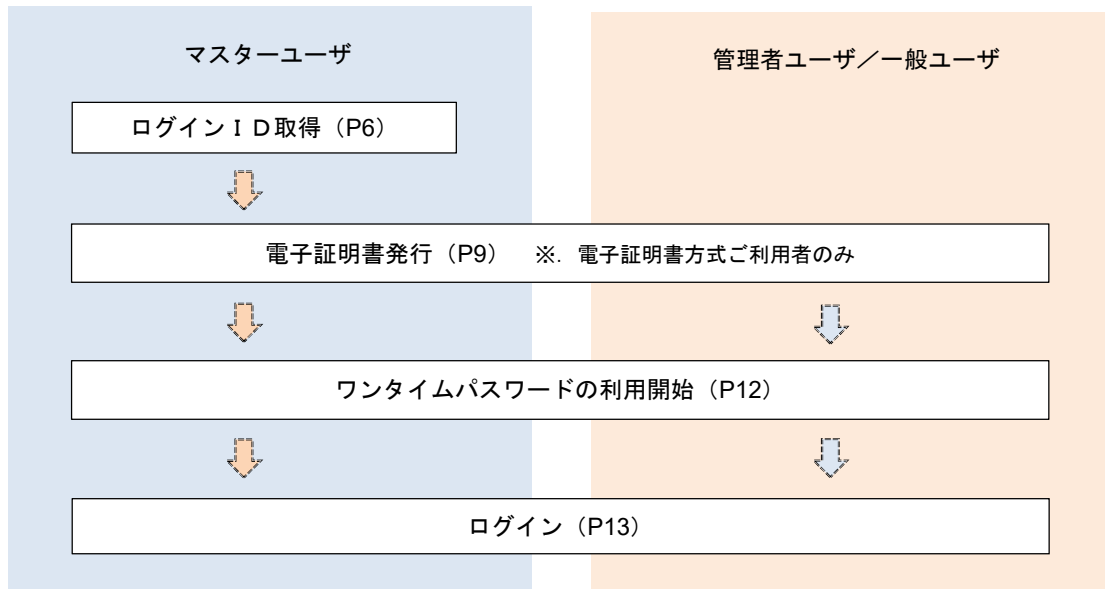 マスターユーザ
管理者ユーザ／一般ユーザ
ログインＩＤ取得（P6）
電子証明書発行（P9）　※. 電子証明書方式ご利用者のみ
ワンタイムパスワードの利用開始（P12）
ログイン（P13）